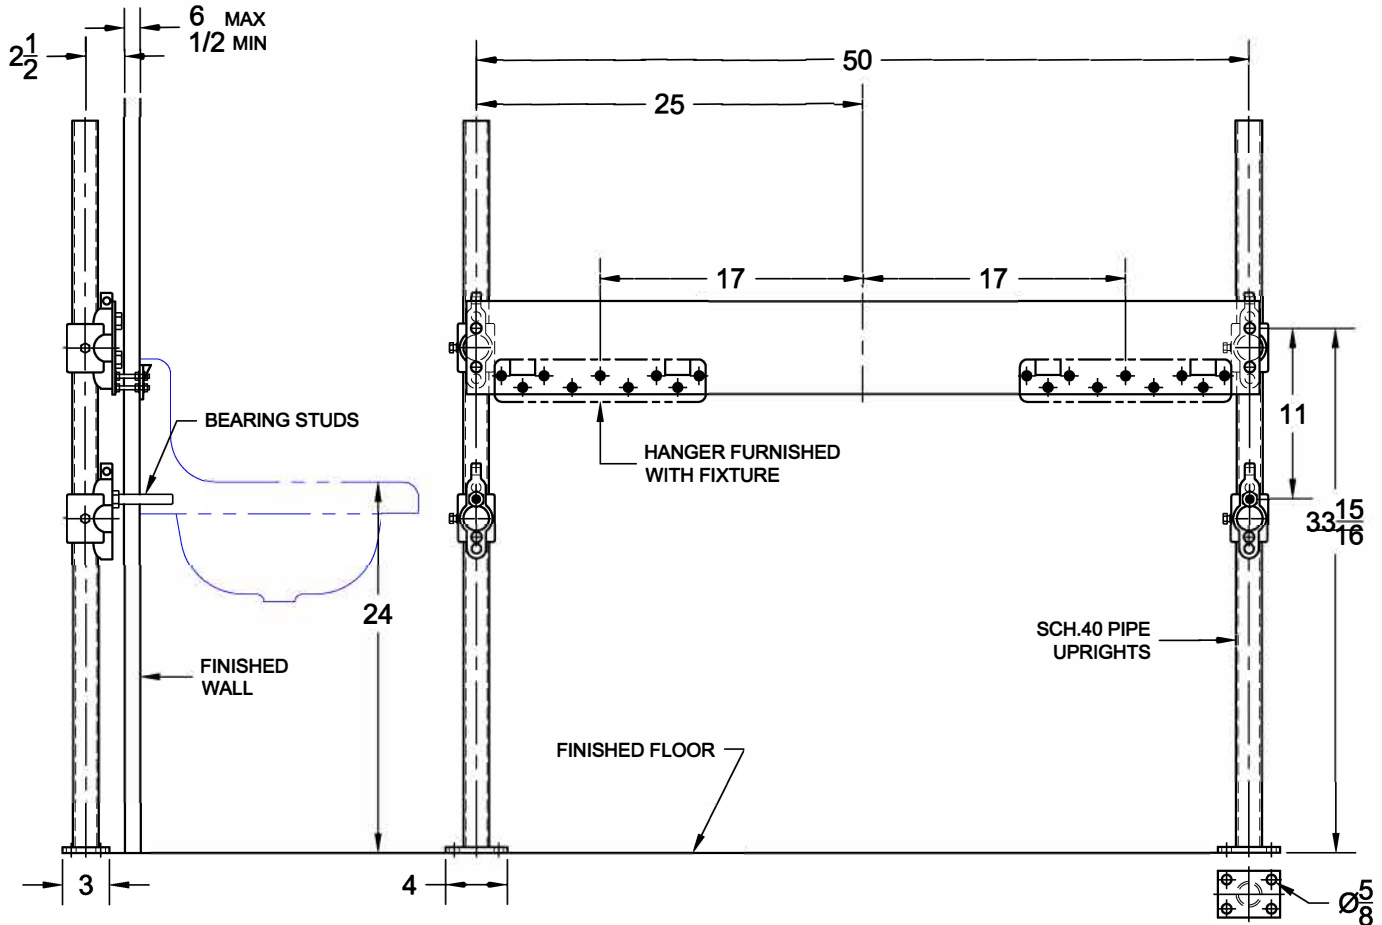 6 MAX
1/2 MIN
2 1/2
50
25
17
17
BEARING STUDS
HANGER FURNISHED
WITH FIXTURE
11
33 15/16
24
SCH.40 PIPE
UPRIGHTS
FINISHED
WALL
FINISHED FLOOR
3
4
Ø 5/8